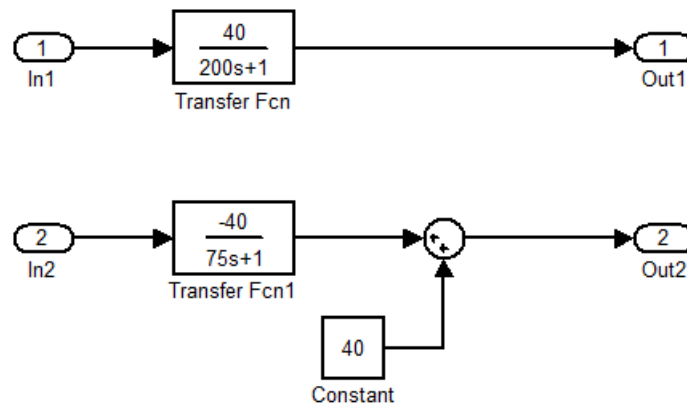 1
In1
40
200s+1
Transfer Fcn
1
Out1
2
In2
-40
75s+1
Transfer Fcn1
2
Out2
40
Constant